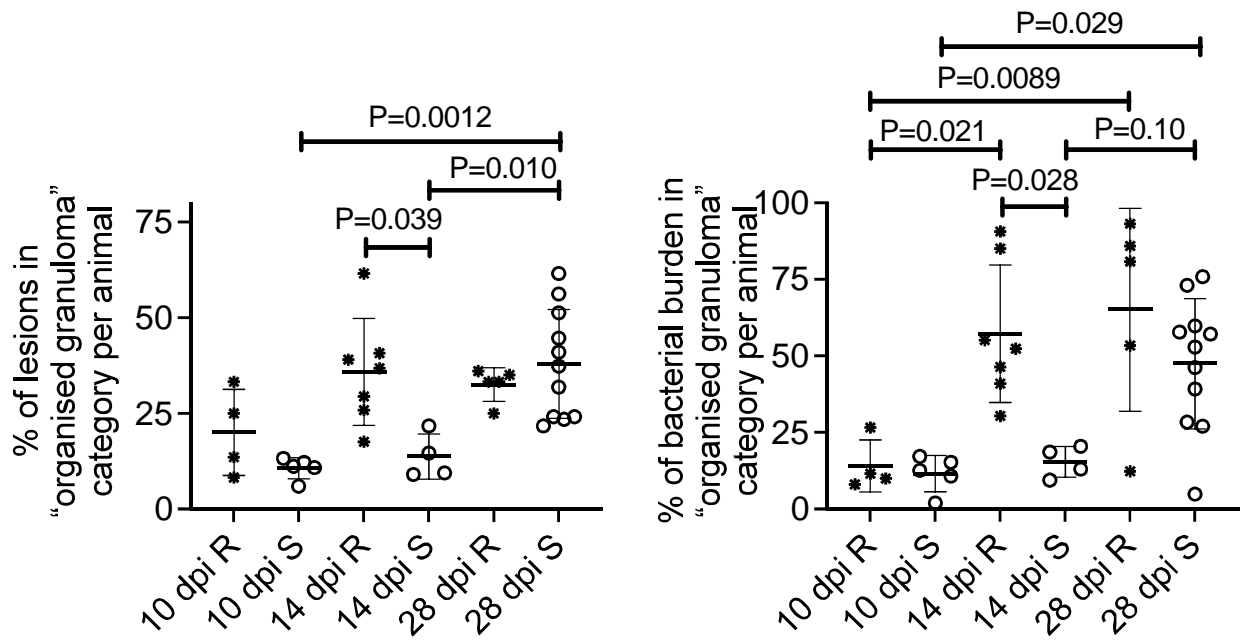 P=0.0012
P=0.010
P=0.039
% of lesions in
“organised granuloma”
category per animal
75
50
25
0
10 dpi R
10 dpi S
14 dpi R
14 dpi S
28 dpi R
28 dpi S
P=0.029
P=0.0089
P=0.021
P=0.10
P=0.028
% of bacterial burden in
“organised granuloma”
category per animal
100
75
50
25
0
10 dpi R
10 dpi S
14 dpi R
14 dpi S
28 dpi R
28 dpi S